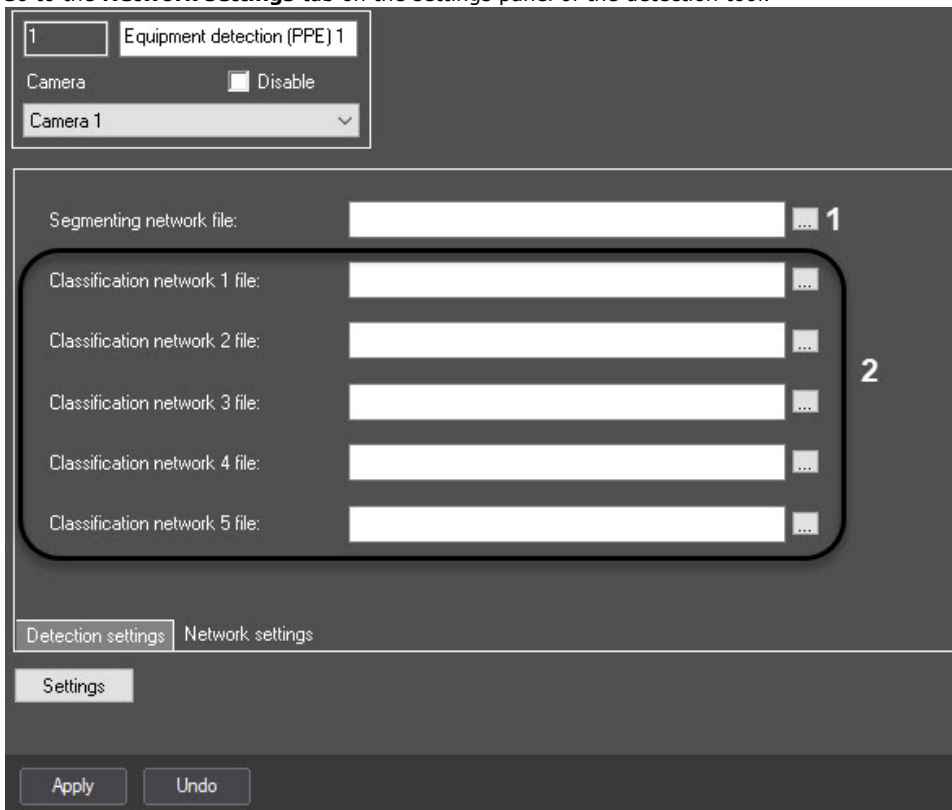 Go to the Network settings tab on the settings panel of the detection tool.
1 Equipment detection (PPE) 1
Camera Disable
Camera 1
Segmenting network file: ... 1
Classification network 1 file: ...
Classification network 2 file: ...
2
Classification network 3 file: ...
Classification network 4 file: ...
Classification network 5 file: ...
Detection settings Network settings
Settings
Apply Undo